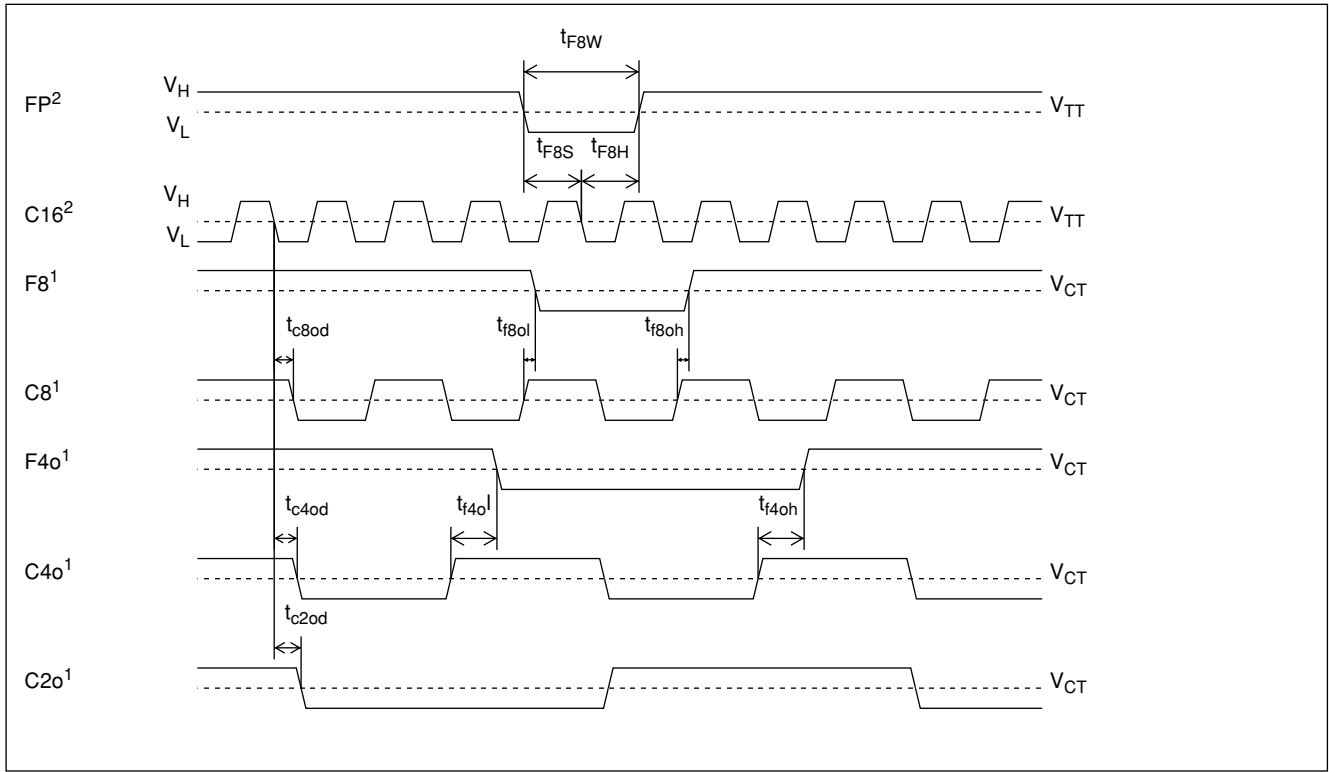 tF8W
VH
FP²
VTT
VL
tF8S
tF8H
VH
C16²
VTT
VL
F8¹
VCT
tc8od
tf8ol
tf8oh
C8¹
VCT
F4o¹
VCT
tc4od
tf4ol
tf4oh
C4o¹
VCT
tc2od
C2o¹
VCT